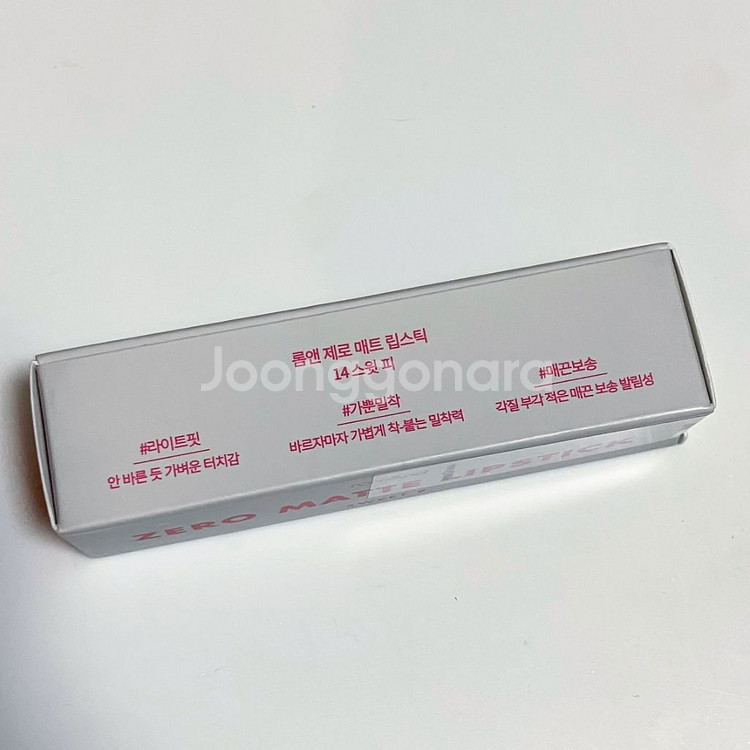 롬앤 제로 매트 립스틱
14 스윗 피
#라이트핏
안 바른 듯 가벼운 터치감
#가뿐밀착
바르자마자 가볍게 착-붙는 밀착력
#매끈보송
각질 부각 적은 매끈 보송 발림성
ZERO MATTE LIPSTICK
Joonggonara